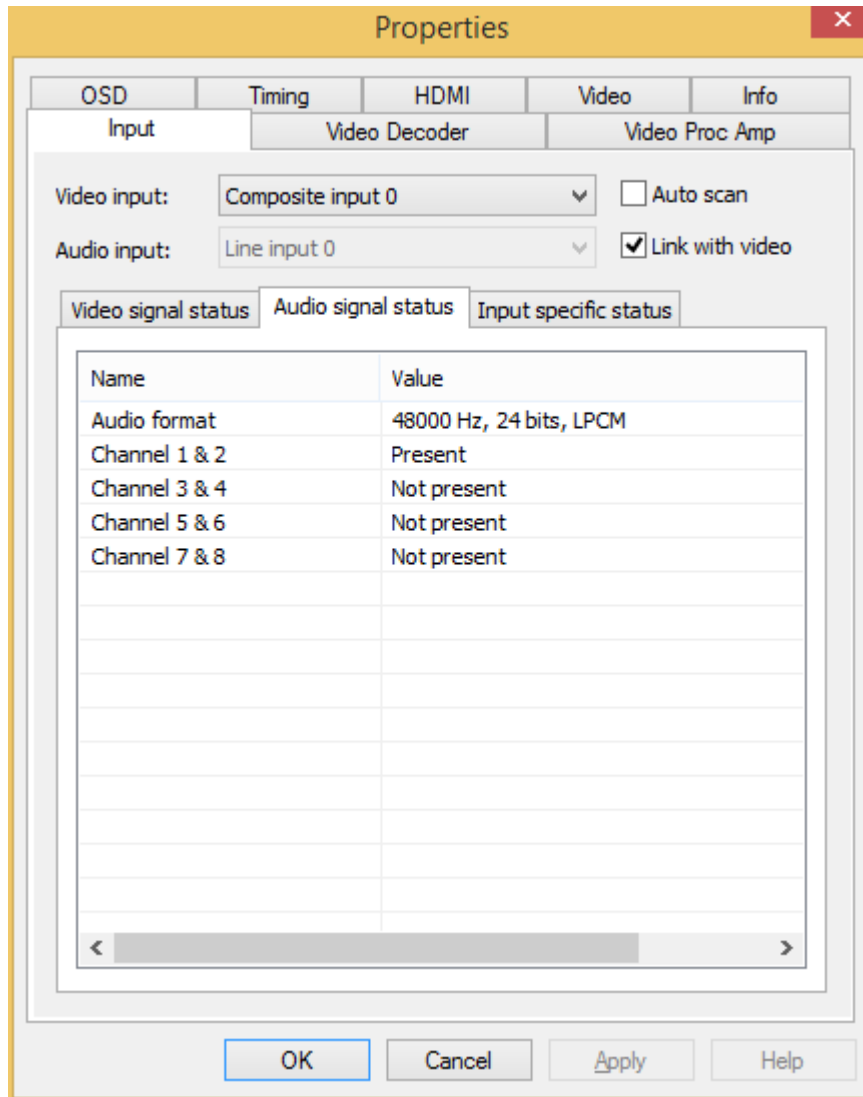 Properties
OSD Timing HDMI Video Info
Input Video Decoder Video Proc Amp
Video input: Composite input 0 Auto scan
Audio input: Line input 0 Link with video
Video signal status Audio signal status Input specific status
Name Value
Audio format 48000 Hz, 24 bits, LPCM
Channel 1 & 2 Present
Channel 3 & 4 Not present
Channel 5 & 6 Not present
Channel 7 & 8 Not present
OK Cancel Apply Help